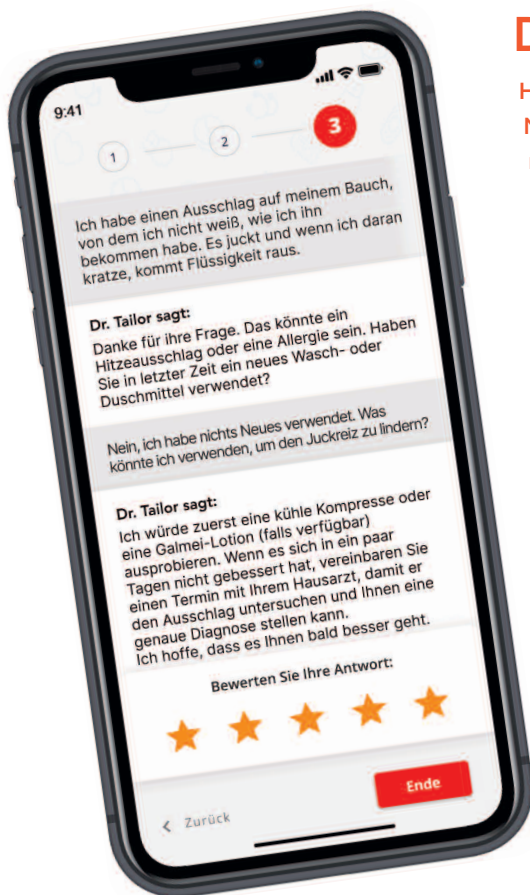 9:41
1
2
3
Ich habe einen Ausschlag auf meinem Bauch,
von dem ich nicht weiß, wie ich ihn
bekommen habe. Es juckt und wenn ich daran
kratze, kommt Flüssigkeit raus.
Dr. Tailor sagt:
Danke für ihre Frage. Das könnte ein
Hitzeausschlag oder eine Allergie sein. Haben
Sie in letzter Zeit ein neues Wasch- oder
Duschmittel verwendet?
Nein, ich habe nichts Neues verwendet. Was
könnte ich verwenden, um den Juckreiz zu lindern?
Dr. Tailor sagt:
Ich würde zuerst eine kühle Kompresse oder
eine Galmei-Lotion (falls verfügbar)
ausprobieren. Wenn es sich in ein paar
Tagen nicht gebessert hat, vereinbaren Sie
einen Termin mit Ihrem Hausarzt, damit er
den Ausschlag untersuchen und Ihnen eine
genaue Diagnose stellen kann.
Ich hoffe, dass es Ihnen bald besser geht.
Bewerten Sie Ihre Antwort:
Ende
Zurück